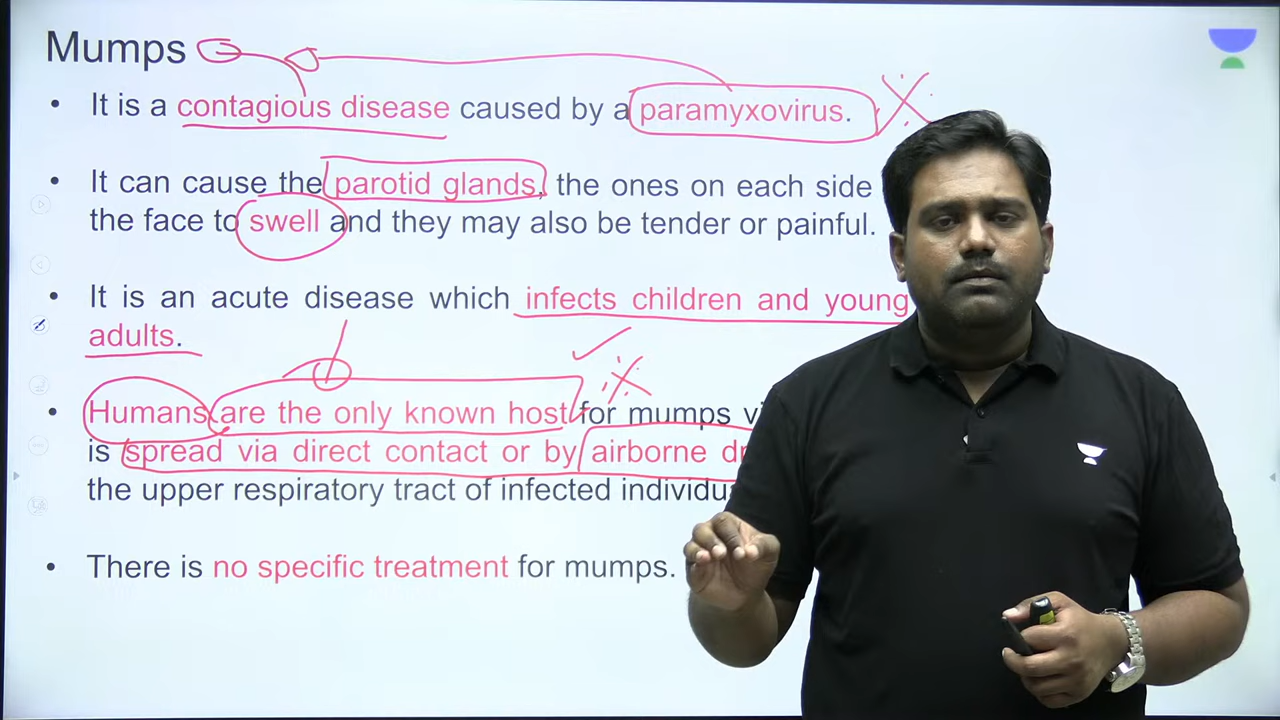 Mumps
• It is a contagious disease caused by a paramyxovirus.
• It can cause the parotid glands, the ones on each side
the face to swell and they may also be tender or painful.
• It is an acute disease which infects children and young
adults.
• Humans are the only known host for mumps
is spread via direct contact or by airborne
the upper respiratory tract of infected
• There is no specific treatment for mumps.